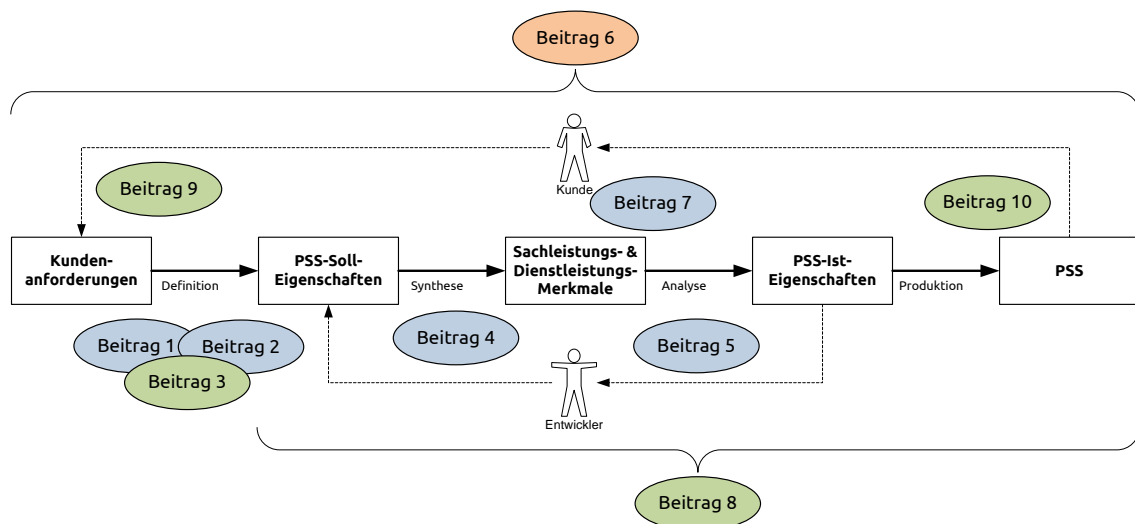 Beitrag 6
Kunde
Beitrag 9
Beitrag 7
Beitrag 10
Kunden-
anforderungen
Definition
PSS-Soll-
Eigenschaften
Synthese
Sachleistungs- &
Dienstleistungs-
Merkmale
Analyse
PSS-Ist-
Eigenschaften
Produktion
PSS
Beitrag 1
Beitrag 2
Beitrag 3
Beitrag 4
Beitrag 5
Entwickler
Beitrag 8